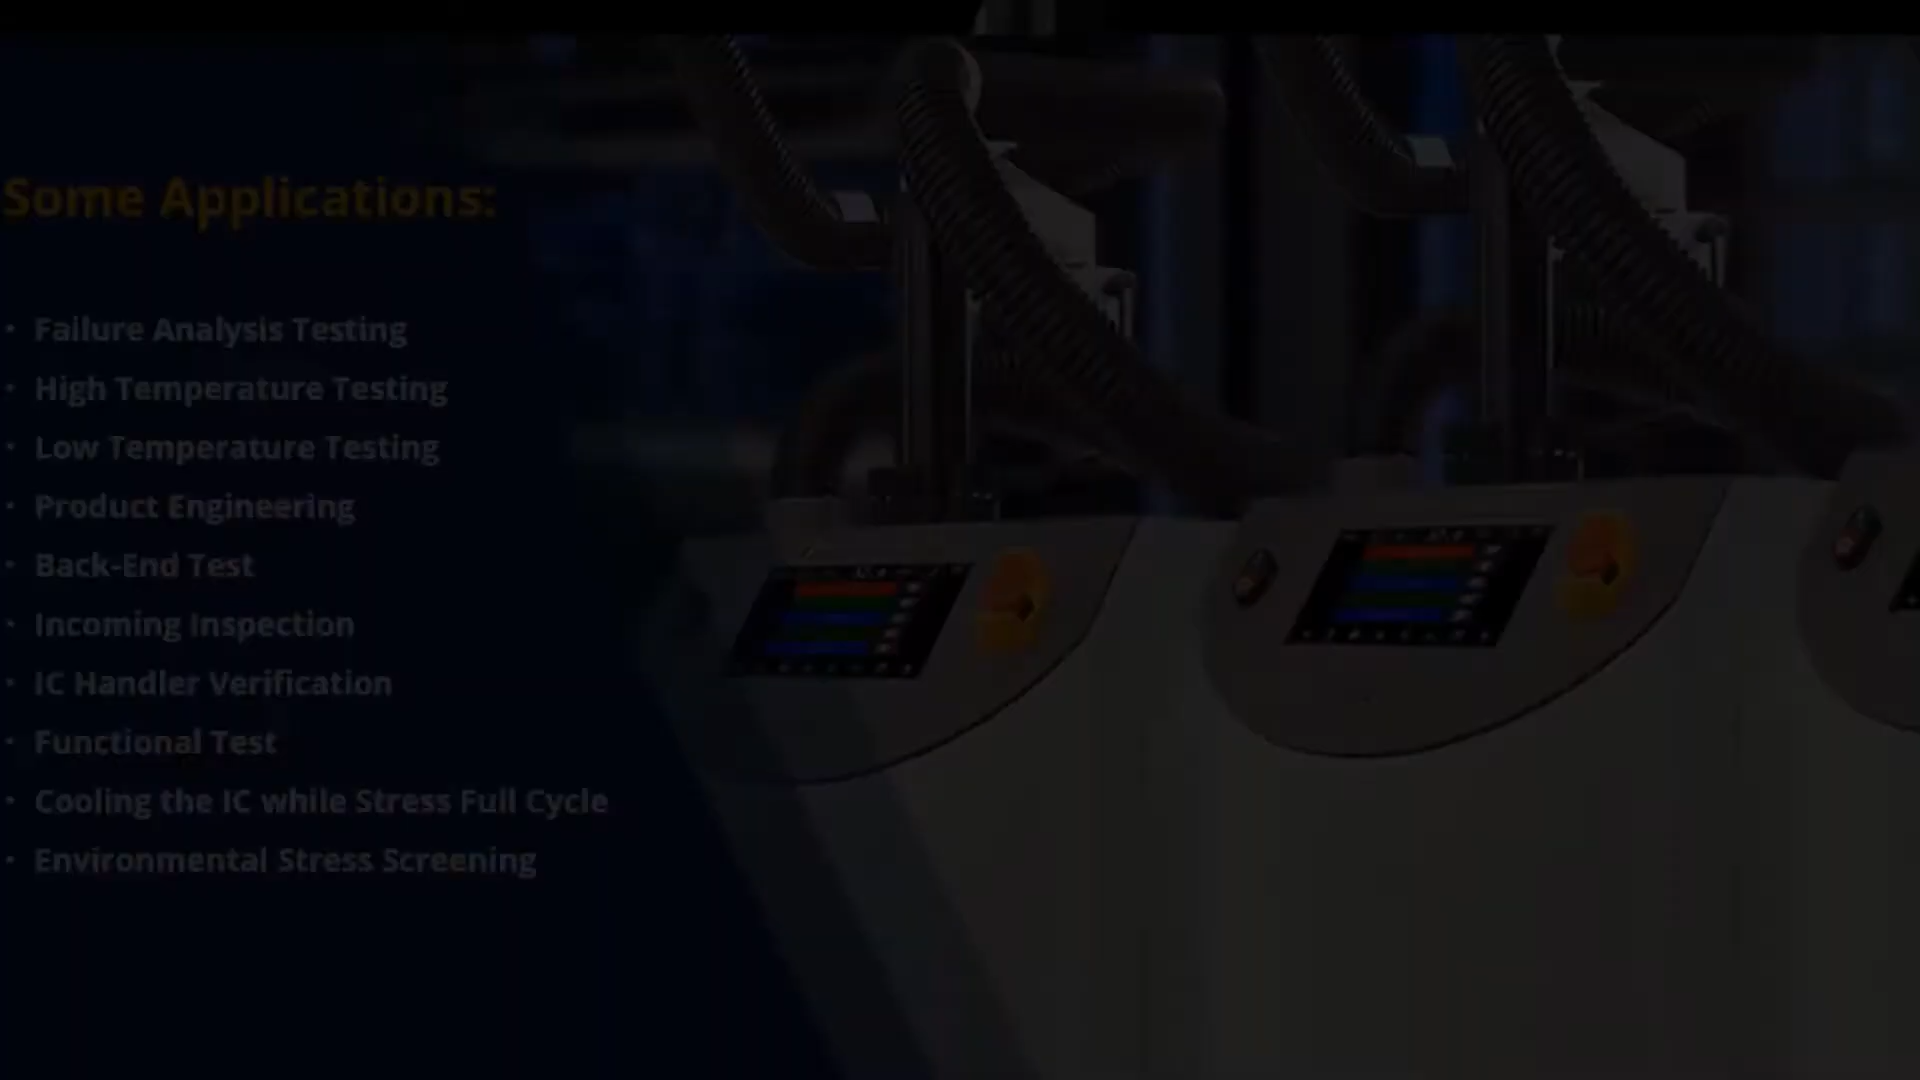 Some Applications:
• Failure Analysis Testing
• High Temperature Testing
• Low Temperature Testing
• Product Engineering
• Back-End Test
• Incoming Inspection
• IC Handler Verification
• Functional Test
• Cooling the IC while Stress Full Cycle
• Environmental Stress Screening